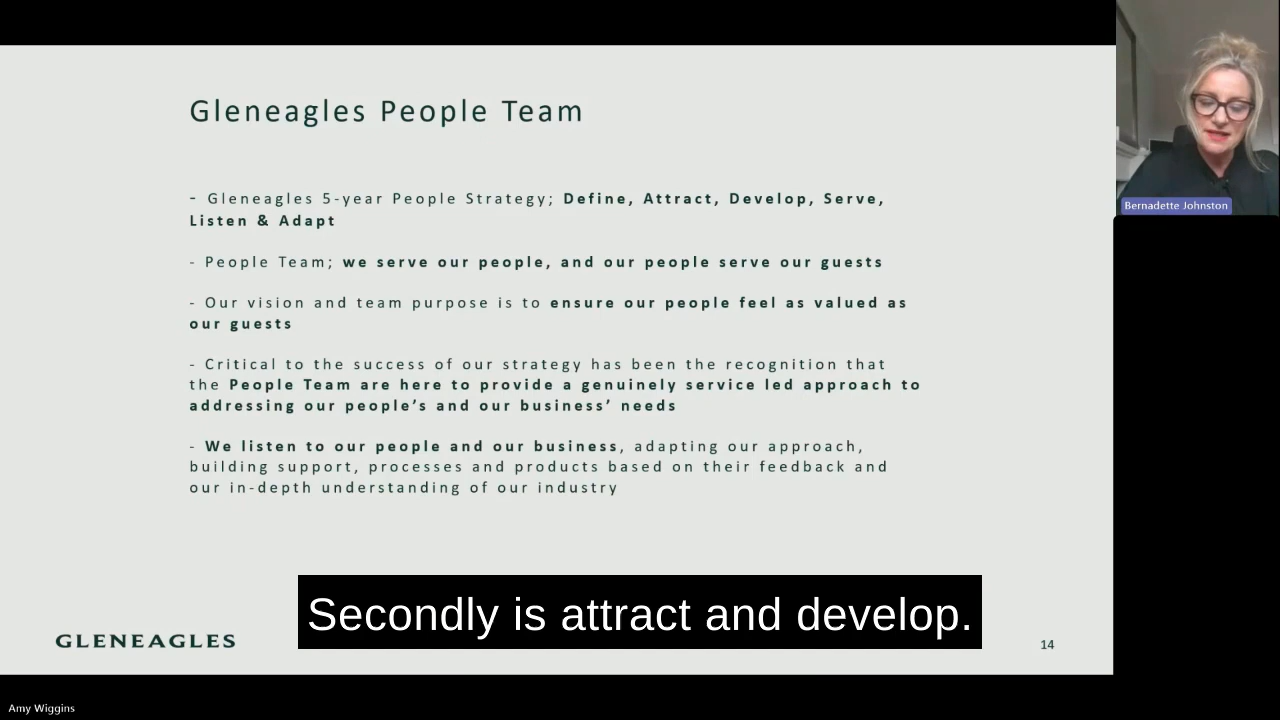 Gleneagles People Team
- Gleneagles 5-year People Strategy; Define, Attract, Develop, Serve,
Listen & Adapt
- People Team; we serve our people, and our people serve our guests
- Our vision and team purpose is to ensure our people feel as valued as
our guests
- Critical to the success of our strategy has been the recognition that
the People Team are here to provide a genuinely service led approach to
addressing our people’s and our business’ needs
- We listen to our people and our business, adapting our approach,
building support, processes and products based on their feedback and
our in-depth understanding of our industry
Secondly is attract and develop.
GLENEAGLES
14
Bernadette Johnston
Amy Wiggins